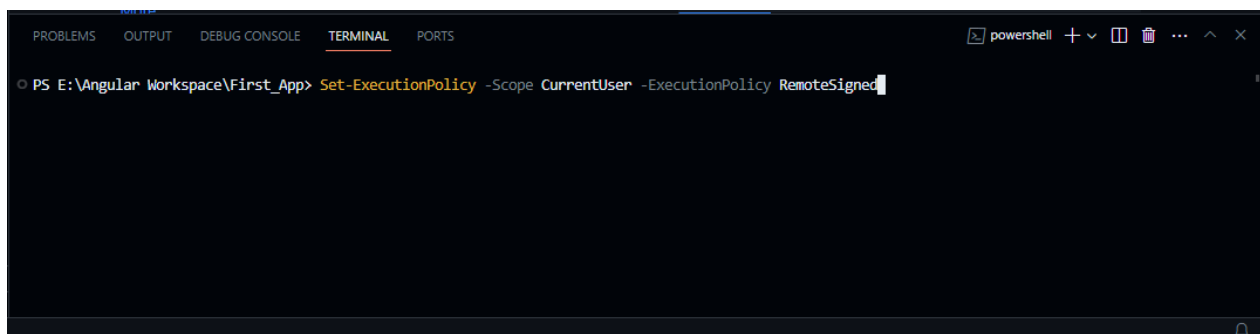 PROBLEMS OUTPUT DEBUG CONSOLE TERMINAL PORTS powershell
PS E:\Angular Workspace\First_App> Set-ExecutionPolicy -Scope CurrentUser -ExecutionPolicy RemoteSigned